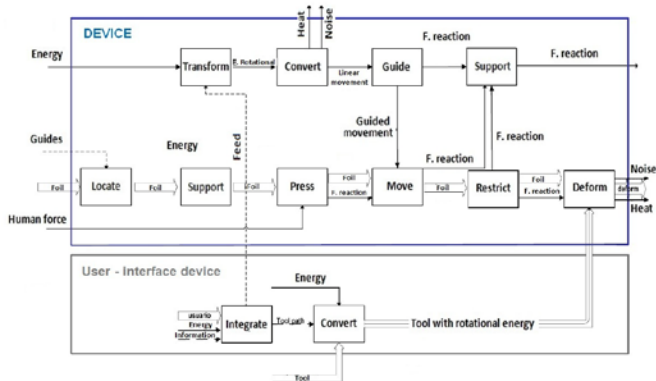 Heat
Noise
DEVICE
F. reaction
F. reaction
Energy
Transform
E. Rotational
Convert
Linear
movement
Guide
Support
Guided
movement
F. reaction
F. reaction
Guides
Energy
Feed
Foil
Locate
Foil
Support
Foil
Press
Foil
F. reaction
Move
Foil
Restrict
Foil
F. reaction
Deform
Noise
deform
Heat
Human force
User - interface device
Energy
usuario
Energy
Information
Integrate
Tool path
Convert
Tool with rotational energy
Tool